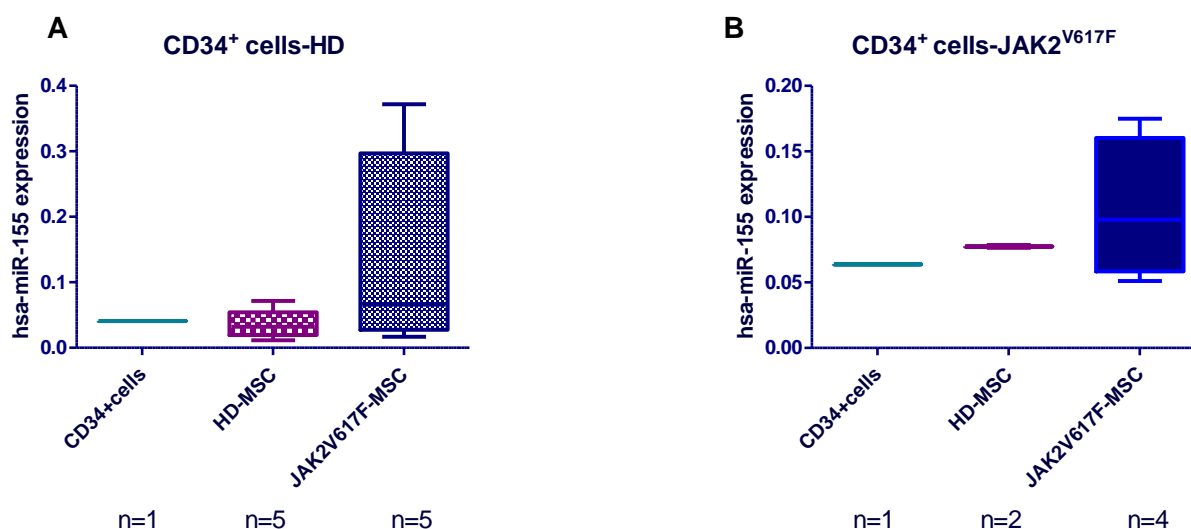 A
CD34+ cells-HD
hsa-miR-155 expression
0.4
0.3
0.2
0.1
0.0
CD34+cells
HD-MSC
JAK2V617F-MSC
n=1
n=5
n=5
B
CD34+ cells-JAK2V617F
hsa-miR-155 expression
0.20
0.15
0.10
0.05
0.00
CD34+cells
HD-MSC
JAK2V617F-MSC
n=1
n=2
n=4